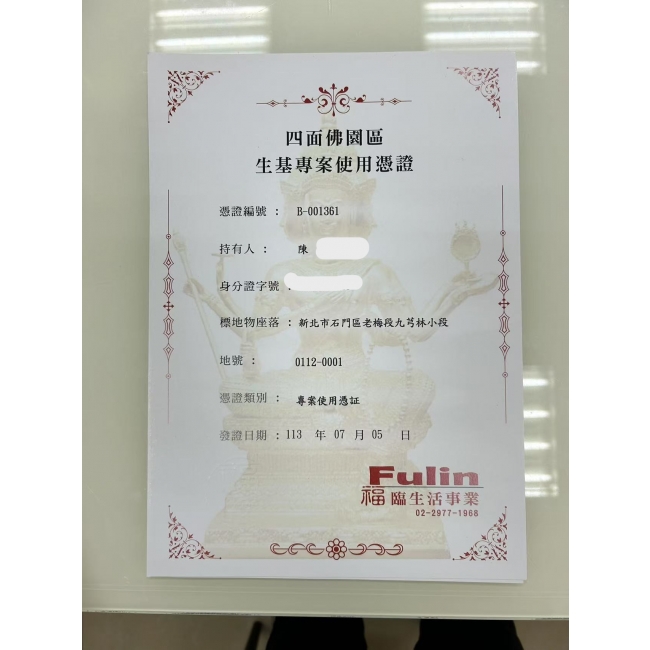 四面佛園區
生基專案使用憑證
憑證編號 : B-001361
持有人 : 陳
身分證字號 :
標地物座落 : 新北市石門區老梅段九芎林小段
地號 : 0112-0001
憑證類別 : 專案使用憑証
發證日期 : 113 年 07 月 05 日
Fulin
福臨生活事業
02-2977-1968